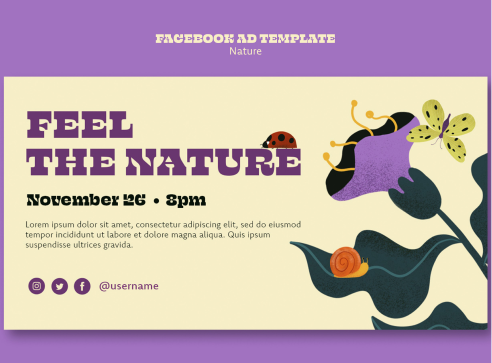 FACEBOOK AD TEMPLATE
Nature
FEEL
THE NATURE
November 26 • 8pm
Lorem ipsum dolor sit amet, consectetur adipiscing elit, sed do eiusmod
tempor incididunt ut labore et dolore magna aliqua. Quis ipsum
suspendisse ultrices gravida.
@username